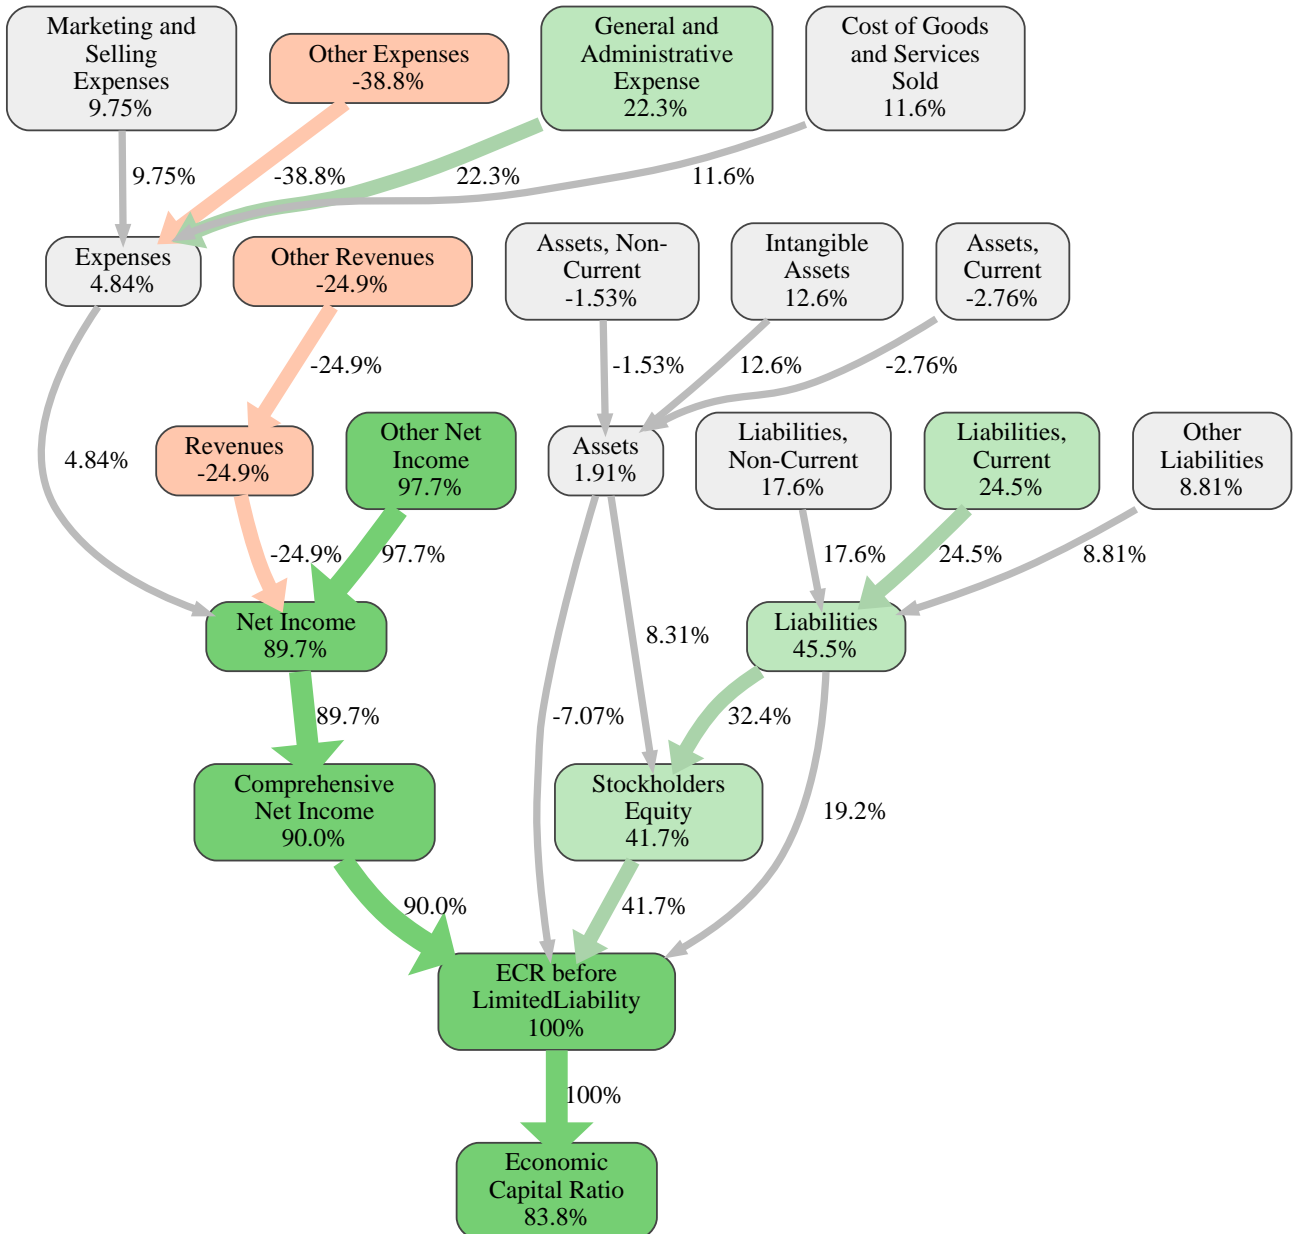 Marketing and
Selling
Expenses
9.75%
Other Expenses
-38.8%
General and
Administrative
Expense
22.3%
Cost of Goods
and Services
Sold
11.6%
9.75%
-38.8%
22.3%
11.6%
Expenses
4.84%
Other Revenues
-24.9%
Assets, Non-
Current
-1.53%
Intangible
Assets
12.6%
Assets,
Current
-2.76%
-24.9%
-1.53%
12.6%
-2.76%
4.84%
Revenues
-24.9%
Other Net
Income
97.7%
Assets
1.91%
Liabilities,
Non-Current
17.6%
Liabilities,
Current
24.5%
Other
Liabilities
8.81%
-24.9%
97.7%
17.6%
24.5%
8.81%
Net Income
89.7%
8.31%
Liabilities
45.5%
89.7%
-7.07%
32.4%
Comprehensive
Net Income
90.0%
Stockholders
Equity
41.7%
19.2%
90.0%
41.7%
ECR before
LimitedLiability
100%
100%
Economic
Capital Ratio
83.8%